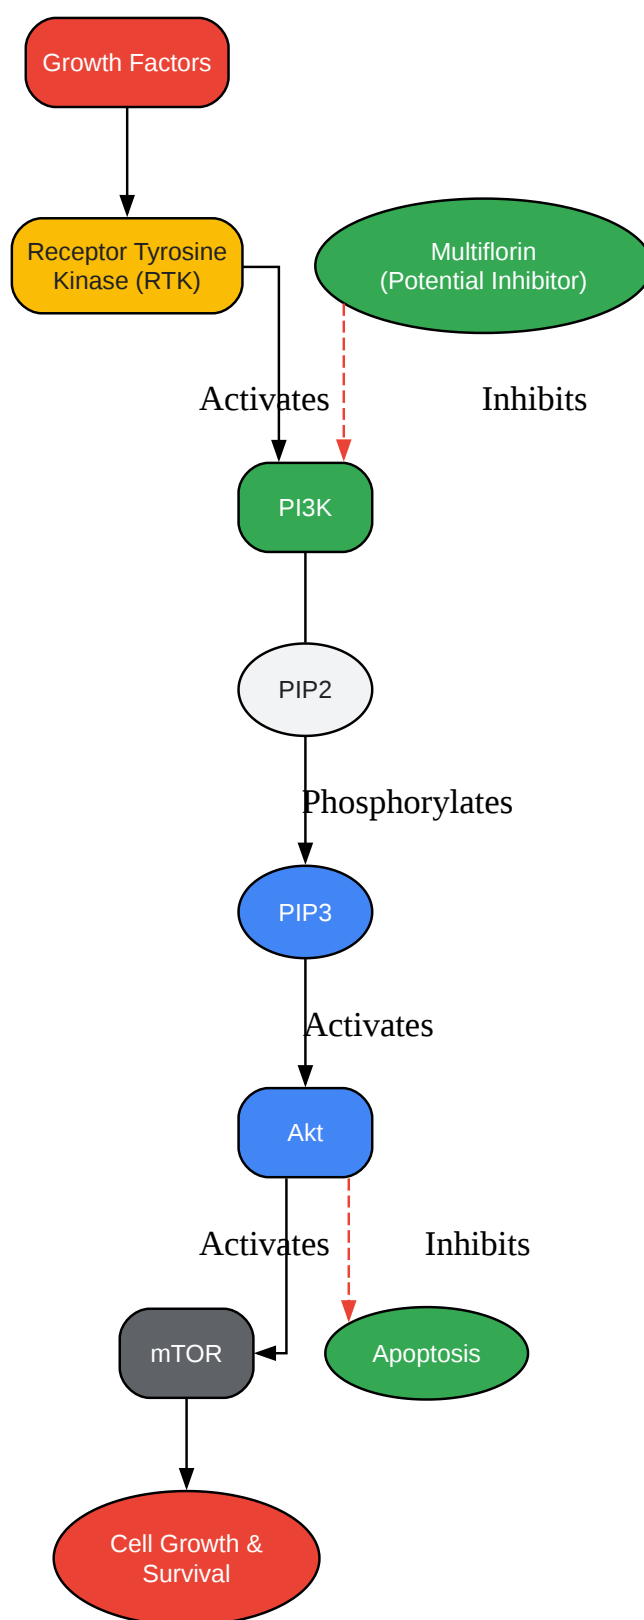 Growth Factors
Receptor Tyrosine
Kinase (RTK)
Multiflorin
(Potential Inhibitor)
Activates
Inhibits
PI3K
PIP2
Phosphorylates
PIP3
Activates
Akt
Activates
Inhibits
mTOR
Apoptosis
Cell Growth &
Survival